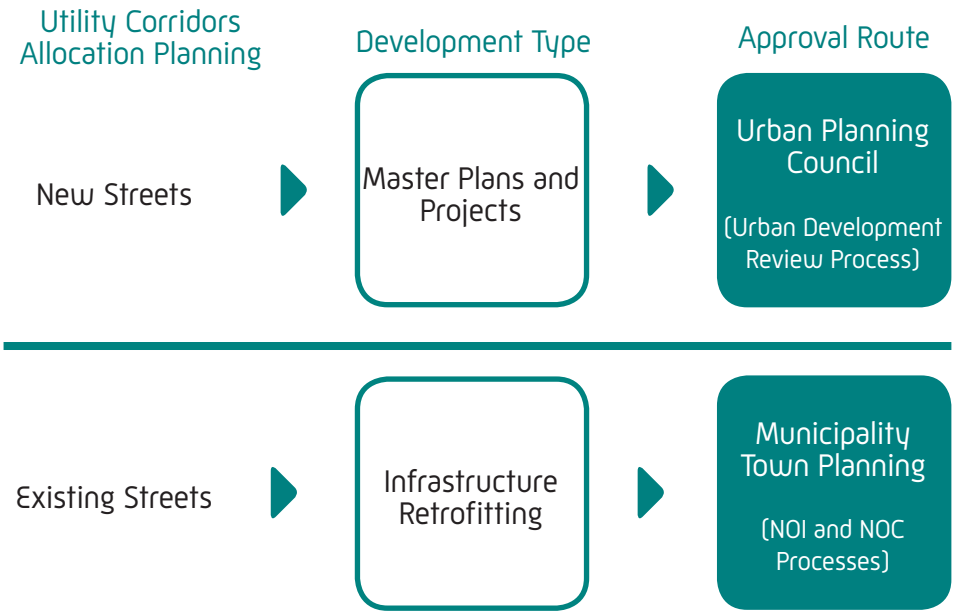 Utility Corridors
Allocation Planning
Development Type
Approval Route
New Streets
Master Plans and
Projects
Urban Planning
Council
(Urban Development
Review Process)
Existing Streets
Infrastructure
Retrofitting
Municipality
Town Planning
(NOI and NOC
Processes)